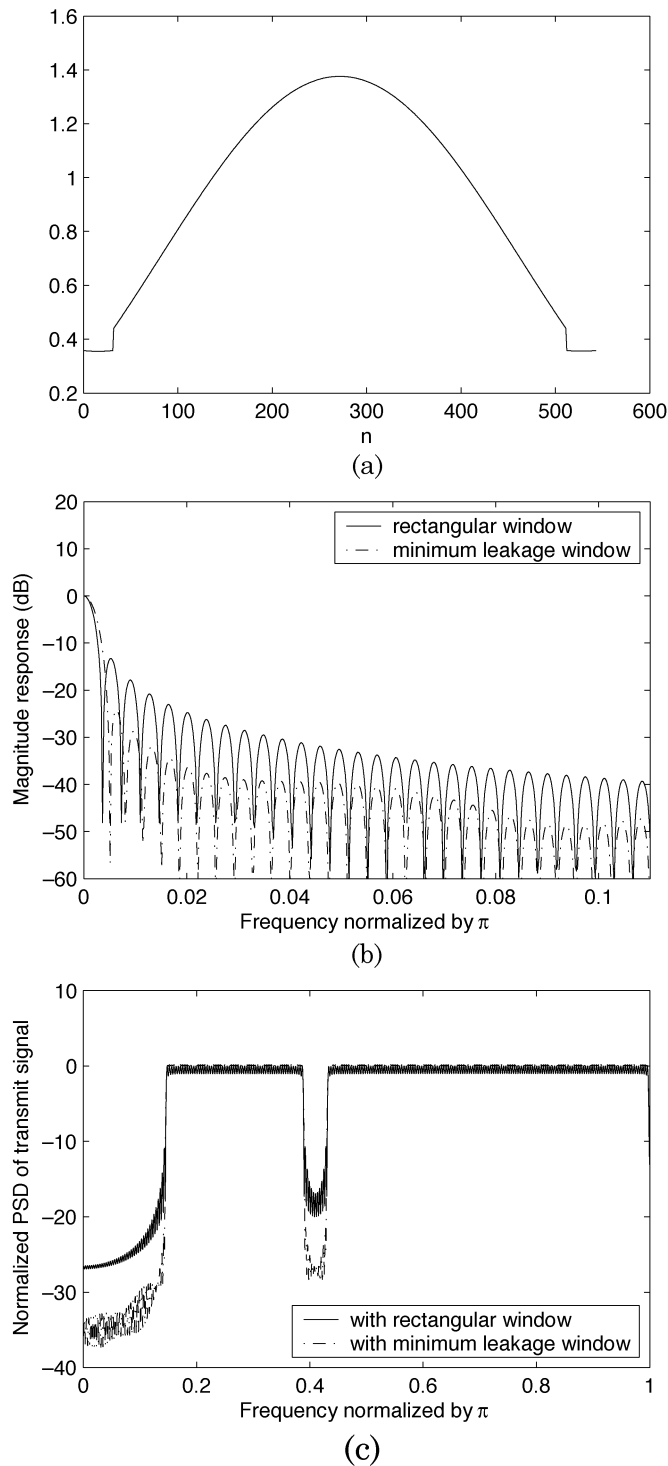 1.6
1.4
1.2
1
0.8
0.6
0.4
0.2
0 100 200 300 400 500 600
n
(a)
20
10
0
−10
−20
−30
−40
−50
−60
Magnitude response (dB)
rectangular window
minimum leakage window
0 0.02 0.04 0.06 0.08 0.1
Frequency normalized by π
(b)
10
0
−10
−20
−30
−40
Normalized PSD of transmit signal
with rectangular window
with minimum leakage window
0 0.2 0.4 0.6 0.8 1
Frequency normalized by π
(c)